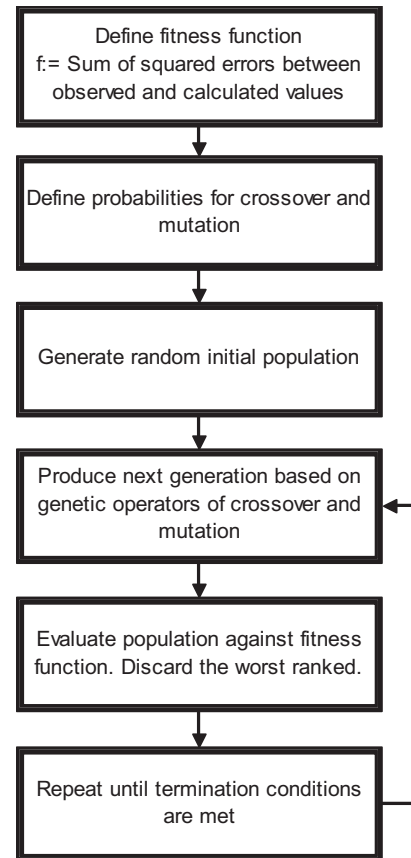 Define fitness function
f:= Sum of squared errors between
observed and calculated values
Define probabilities for crossover and
mutation
Generate random initial population
Produce next generation based on
genetic operators of crossover and
mutation
Evaluate population against fitness
function. Discard the worst ranked.
Repeat until termination conditions
are met